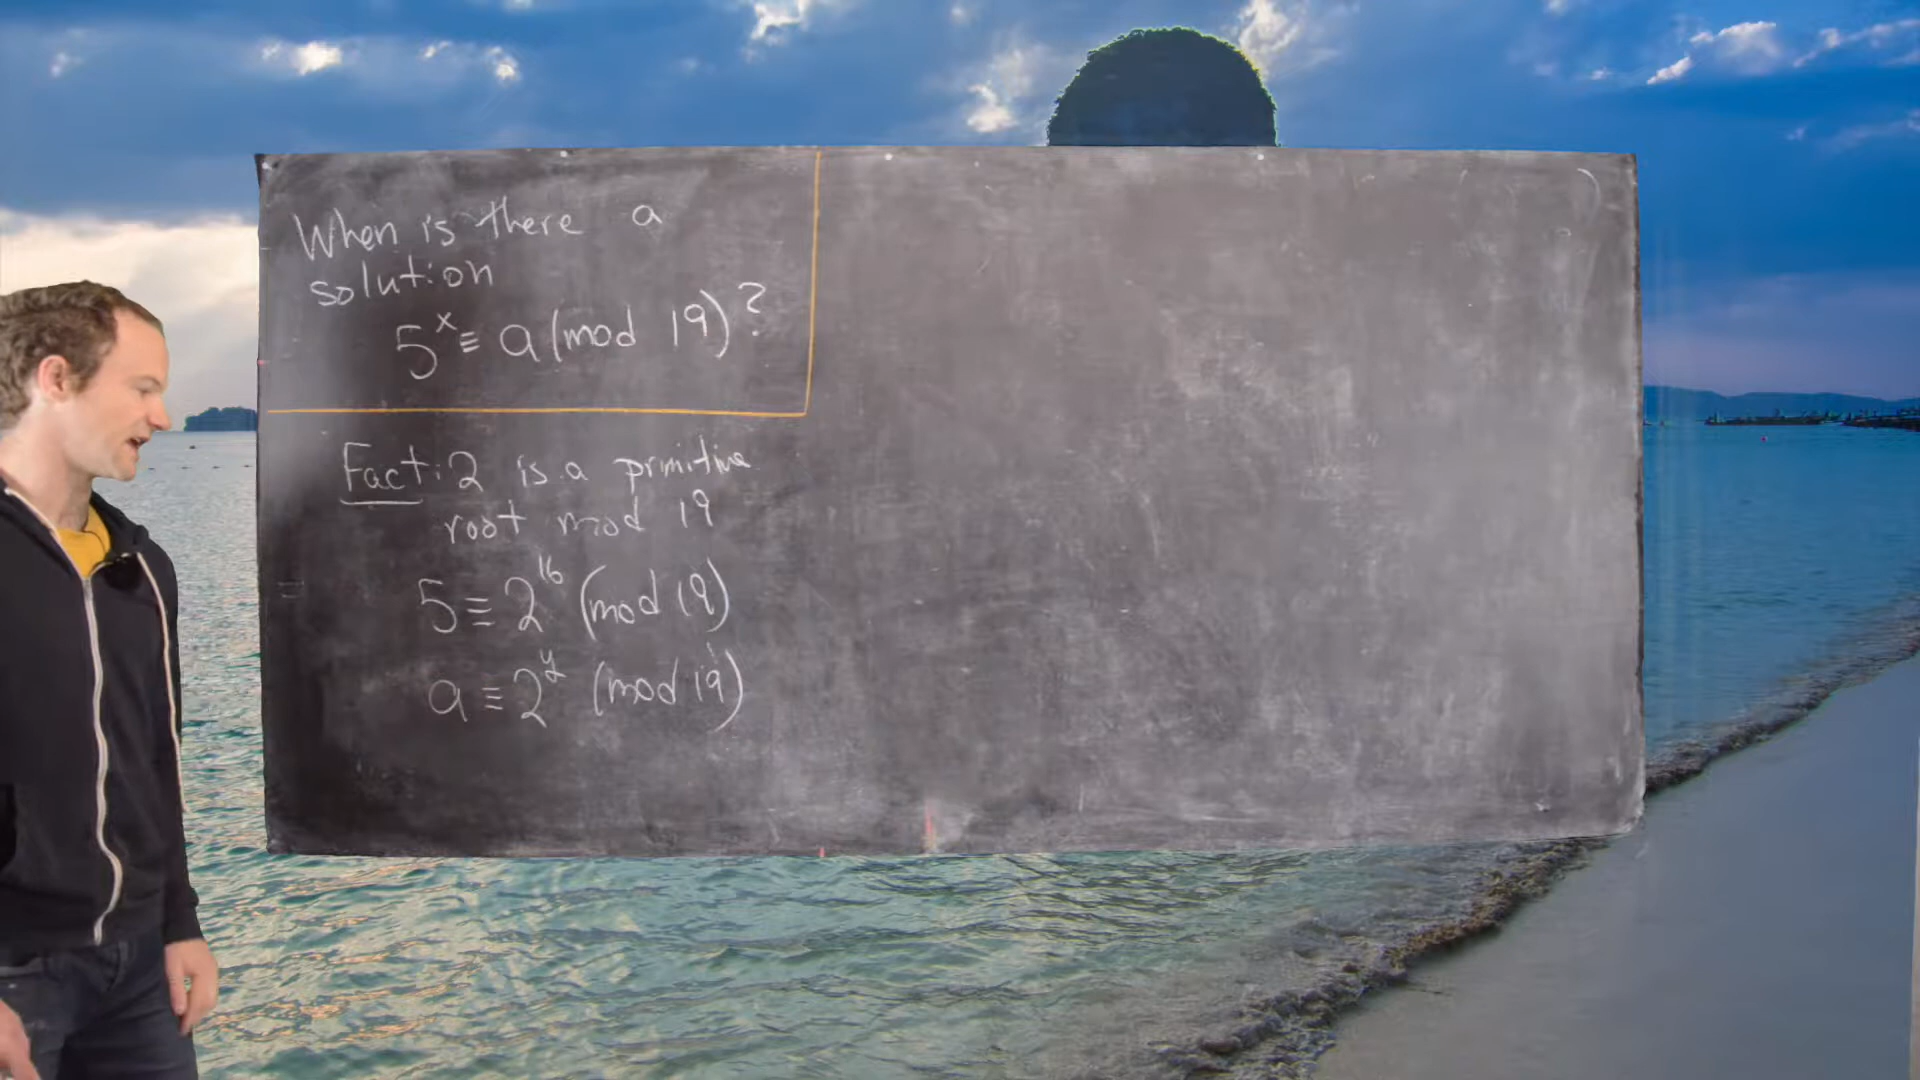 When is there a
solution
5^x ≡ a (mod 19)?
Fact: 2 is a primitive
root mod 19
5 ≡ 2^16 (mod 19)
a ≡ 2^y (mod 19)